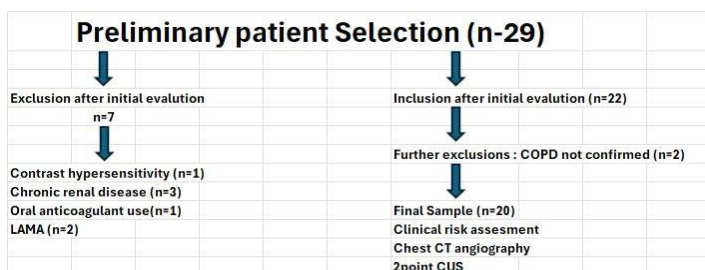 Preliminary patient Selection (n-29)
Exclusion after initial evalution
n=7
Contrast hypersensitivity (n=1)
Chronic renal disease (n=3)
Oral anticoagulant use(n=1)
LAMA (n=2)
Inclusion after initial evalution (n=22)
Further exclusions : COPD not confirmed (n=2)
Final Sample (n=20)
Clinical risk assesment
Chest CT angiography
2point CUS